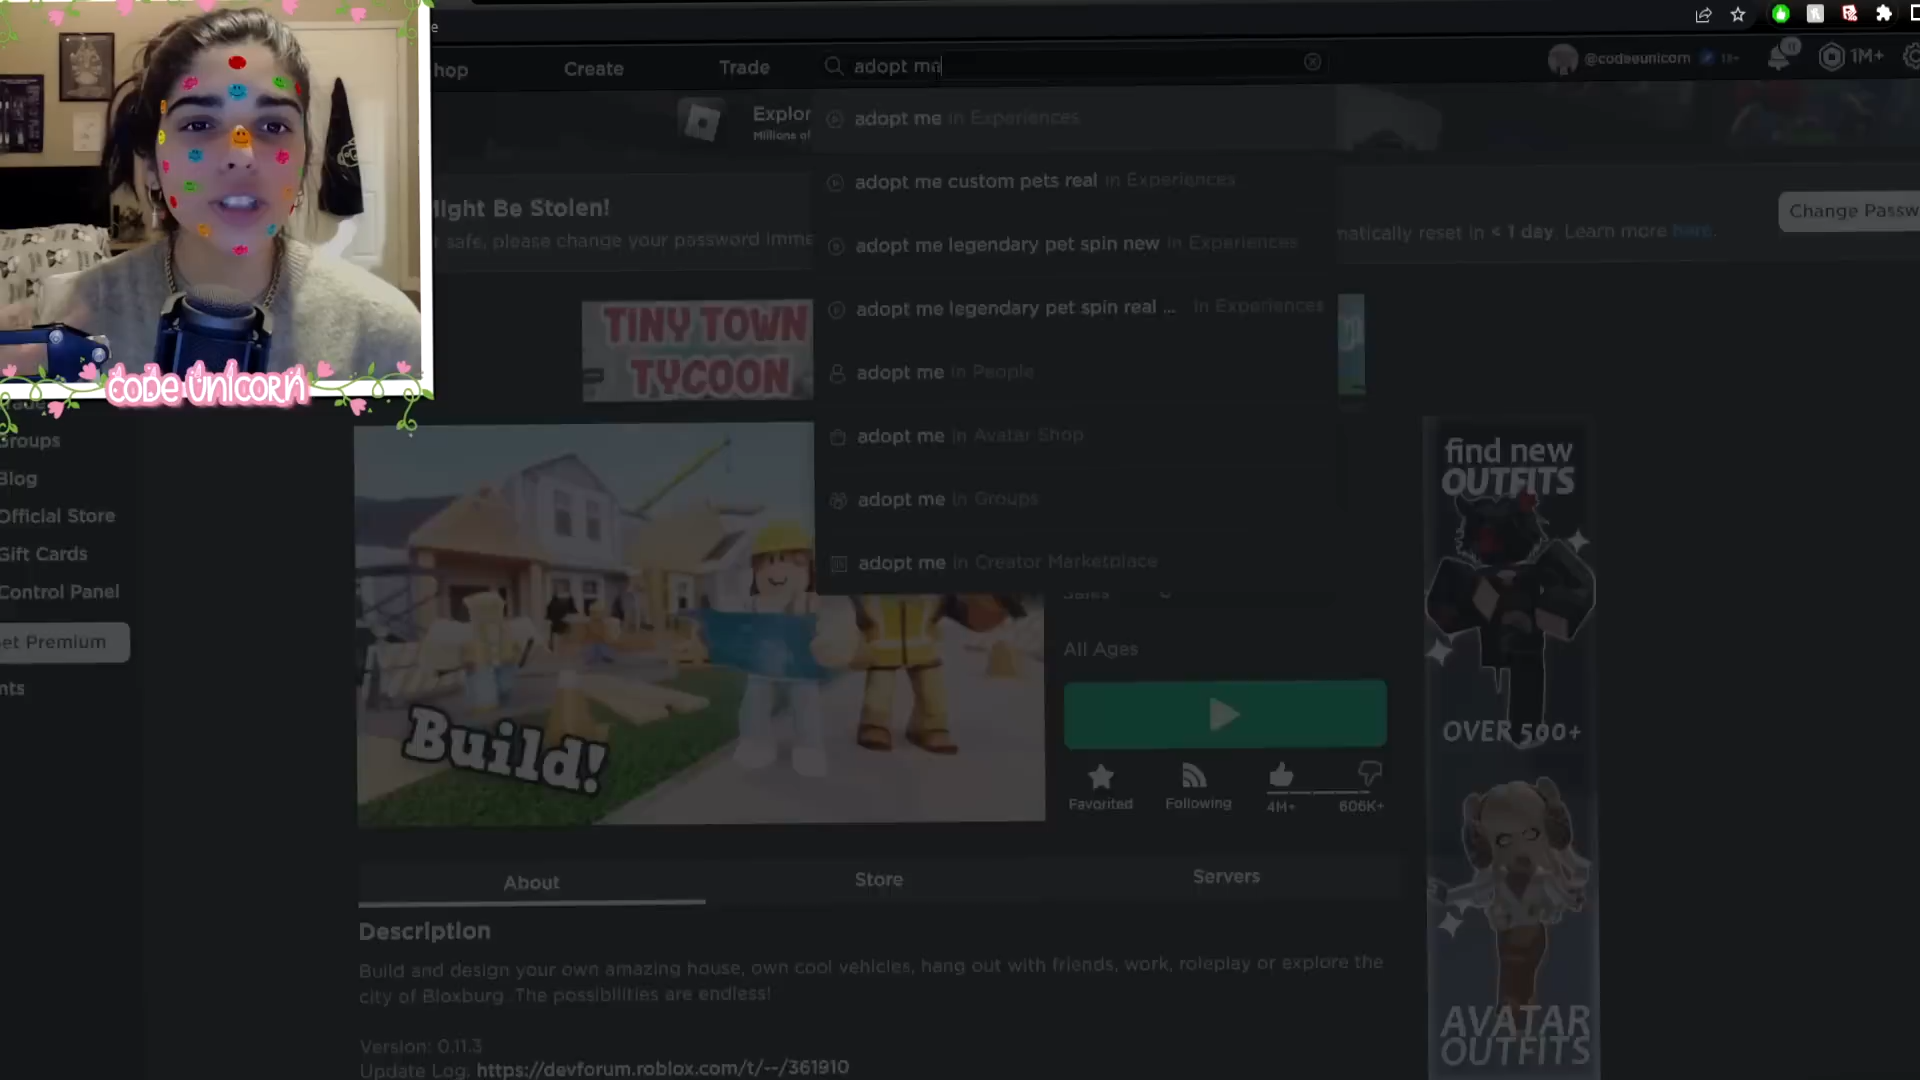 e
hop
Create
Trade
adopt ma
@codeeunicorn
1M+
Explor
Millions of
adopt me in Experiences
adopt me custom pets real in Experiences
adopt me legendary pet spin new in Experiences
adopt me legendary pet spin real ... in Experiences
adopt me in People
adopt me in Avatar Shop
adopt me in Groups
adopt me in Creator Marketplace
Might Be Stolen!
t safe, please change your password imme
matically reset in < 1 day. Learn more here.
Change Passw
TINY TOWN
TYCOON
CODE UNICORN
Groups
Blog
Official Store
Gift Cards
Control Panel
et Premium
nts
Build!
All Ages
Favorited
Following
4M+
606K+
find new
OUTFITS
OVER 500+
AVATAR
OUTFITS
About
Store
Servers
Description
Build and design your own amazing house, own cool vehicles, hang out with friends, work, roleplay or explore the
city of Bloxburg. The possibilities are endless!
Version: 0.11.3
Update Log: https://devforum.roblox.com/t/--/361910